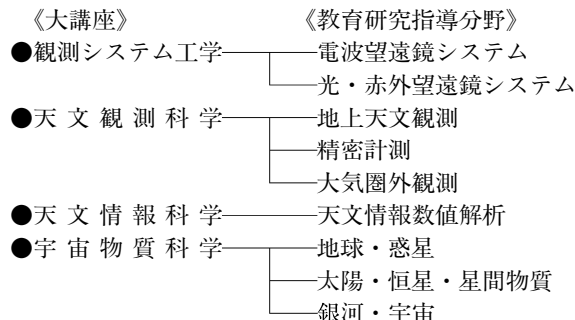 《大講座》 《教育研究指導分野》
●観測システム工学 電波望遠鏡システム
光・赤外望遠鏡システム
●天文観測科学 地上天文観測
精密計測
大気圏外観測
●天文情報科学 天文情報数値解析
●宇宙物質科学 地球・惑星
太陽・恒星・星間物質
銀河・宇宙